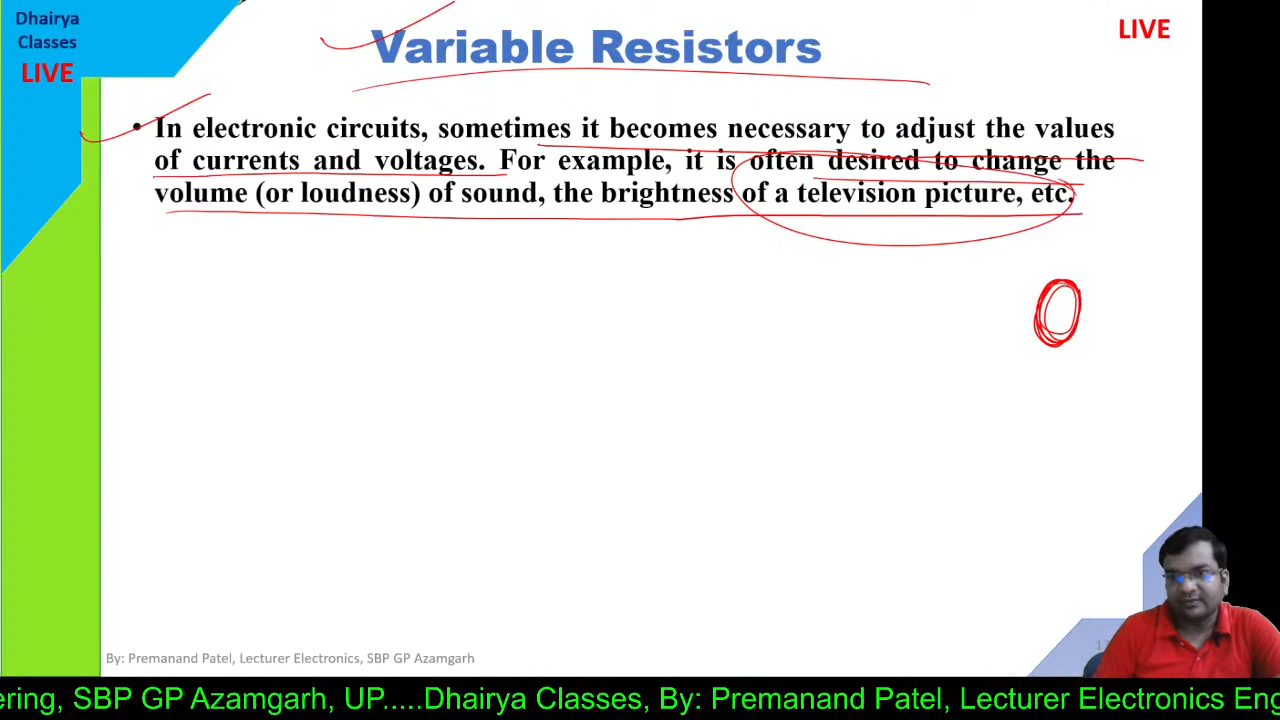 Dhairya
Classes
LIVE
Variable Resistors
LIVE
• In electronic circuits, sometimes it becomes necessary to adjust the values
of currents and voltages. For example, it is often desired to change the
volume (or loudness) of sound, the brightness of a television picture, etc.
By: Premanand Patel, Lecturer Electronics, SBP GP Azamgarh
ering, SBP GP Azamgarh, UP.....Dhairya Classes, By: Premanand Patel, Lecturer Electronics Eng